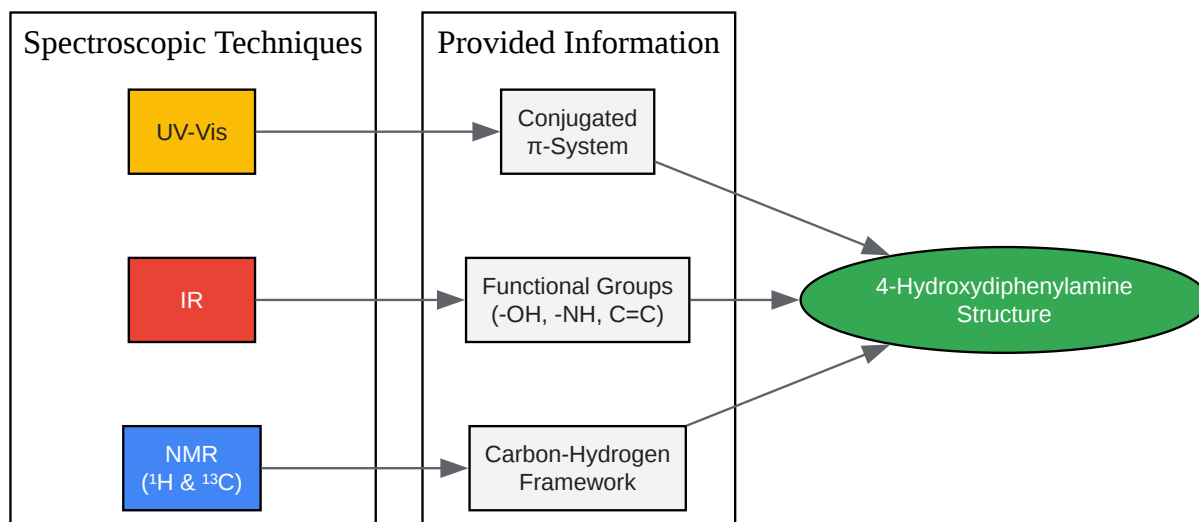 Spectroscopic Techniques
Provided Information
UV-Vis
Conjugated
π-System
IR
Functional Groups
(-OH, -NH, C=C)
4-Hydroxydiphenylamine
Structure
NMR
(¹H & ¹³C)
Carbon-Hydrogen
Framework